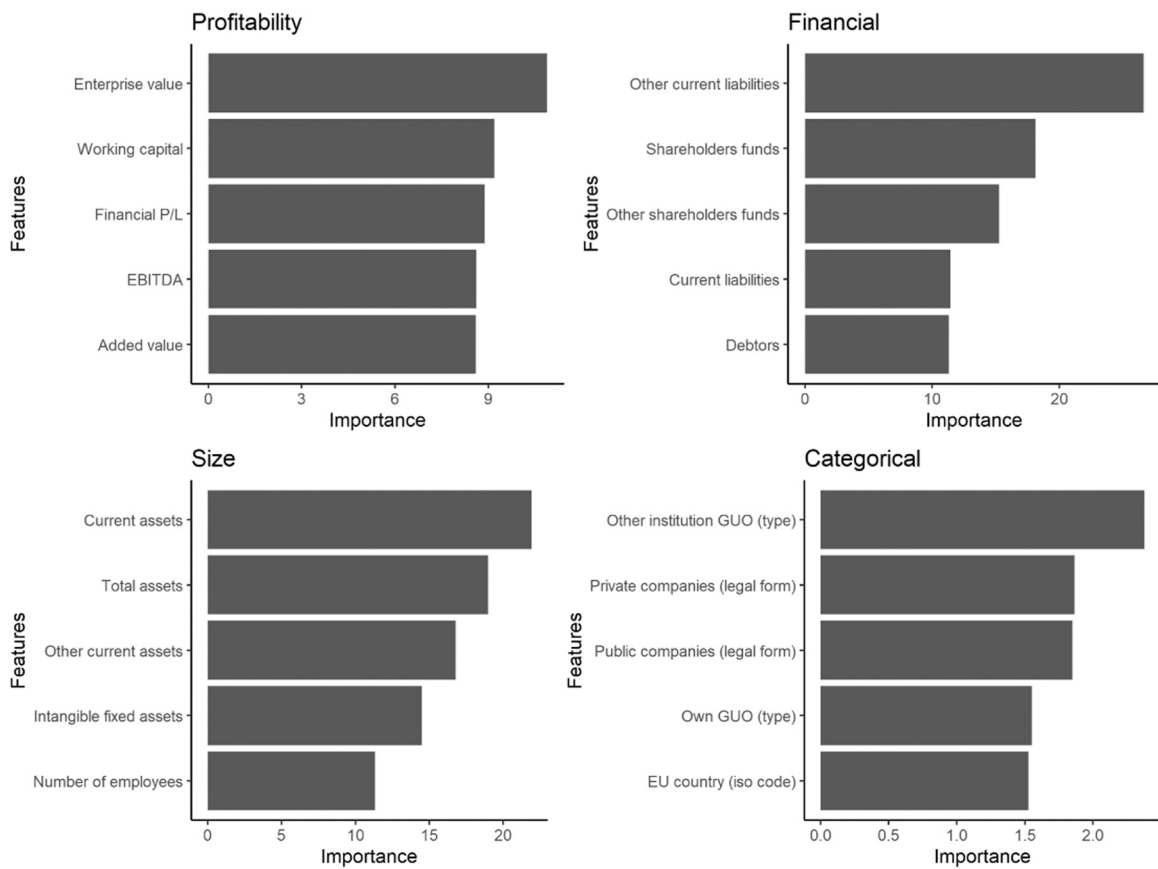 Profitability
Features
Enterprise value
Working capital
Financial P/L
EBITDA
Added value
0 3 6 9
Importance
Financial
Features
Other current liabilities
Shareholders funds
Other shareholders funds
Current liabilities
Debtors
0 10 20
Importance
Size
Features
Current assets
Total assets
Other current assets
Intangible fixed assets
Number of employees
0 5 10 15 20
Importance
Categorical
Features
Other institution GUO (type)
Private companies (legal form)
Public companies (legal form)
Own GUO (type)
EU country (iso code)
0.0 0.5 1.0 1.5 2.0
Importance